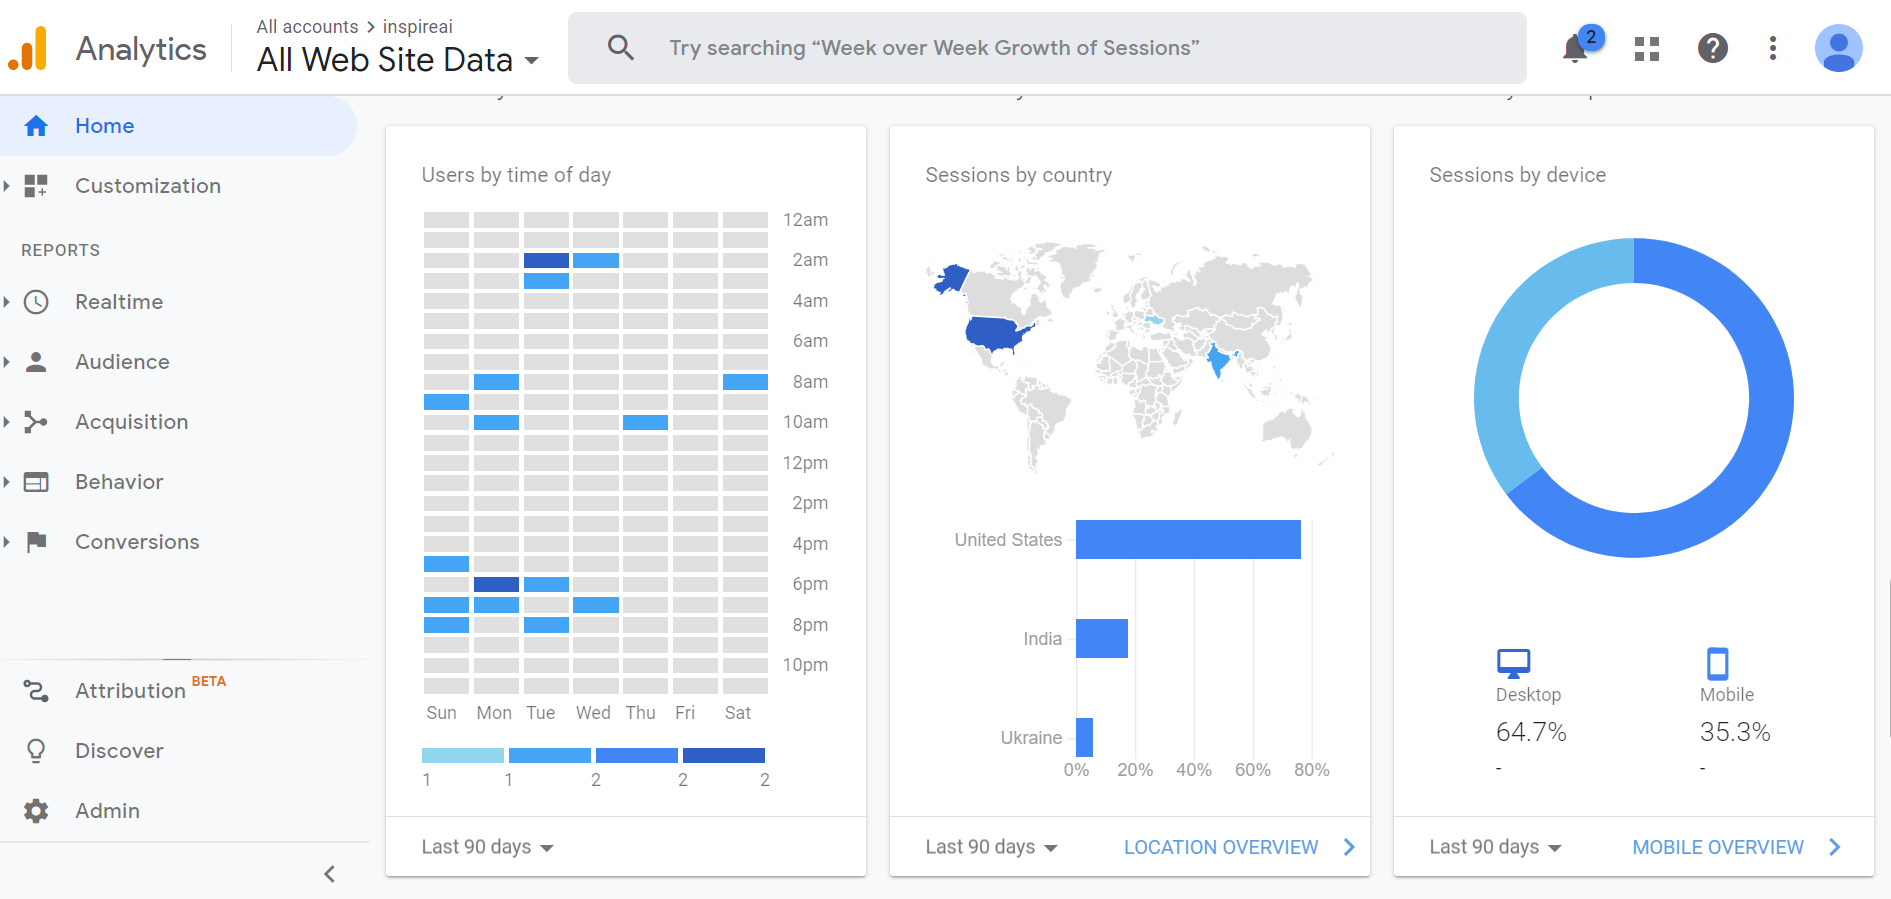 Analytics
All accounts > inspireai
All Web Site Data
Try searching “Week over Week Growth of Sessions”
2
Home
Customization
REPORTS
Realtime
Audience
Acquisition
Behavior
Conversions
Attribution BETA
Discover
Admin
Users by time of day
12am
2am
4am
6am
8am
10am
12pm
2pm
4pm
6pm
8pm
10pm
Sun Mon Tue Wed Thu Fri Sat
1 1 2 2 2
Last 90 days
Sessions by country
United States
India
Ukraine
0% 20% 40% 60% 80%
Last 90 days LOCATION OVERVIEW
Sessions by device
Desktop Mobile
64.7% 35.3%
- -
Last 90 days MOBILE OVERVIEW